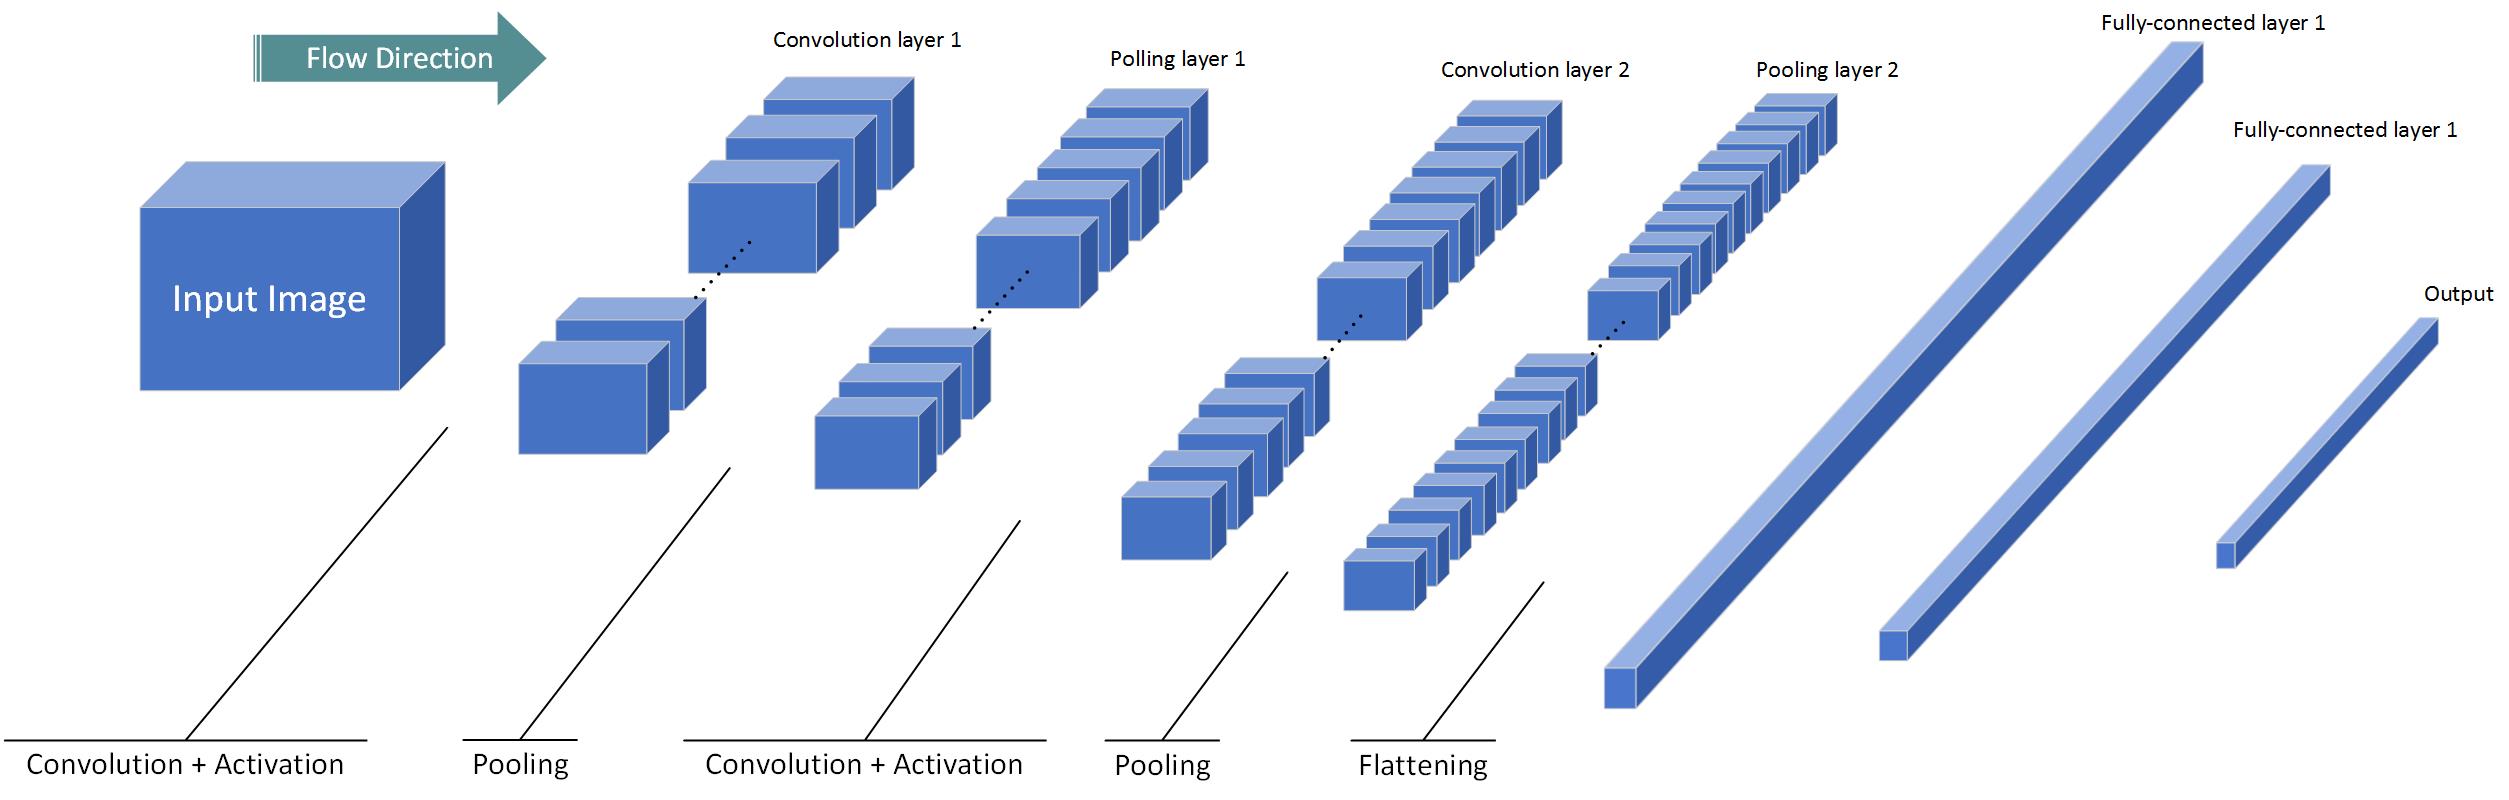 Flow Direction
Convolution layer 1
Polling layer 1
Convolution layer 2
Pooling layer 2
Fully-connected layer 1
Fully-connected layer 1
Output
Input Image
Convolution + Activation
Pooling
Convolution + Activation
Pooling
Flattening